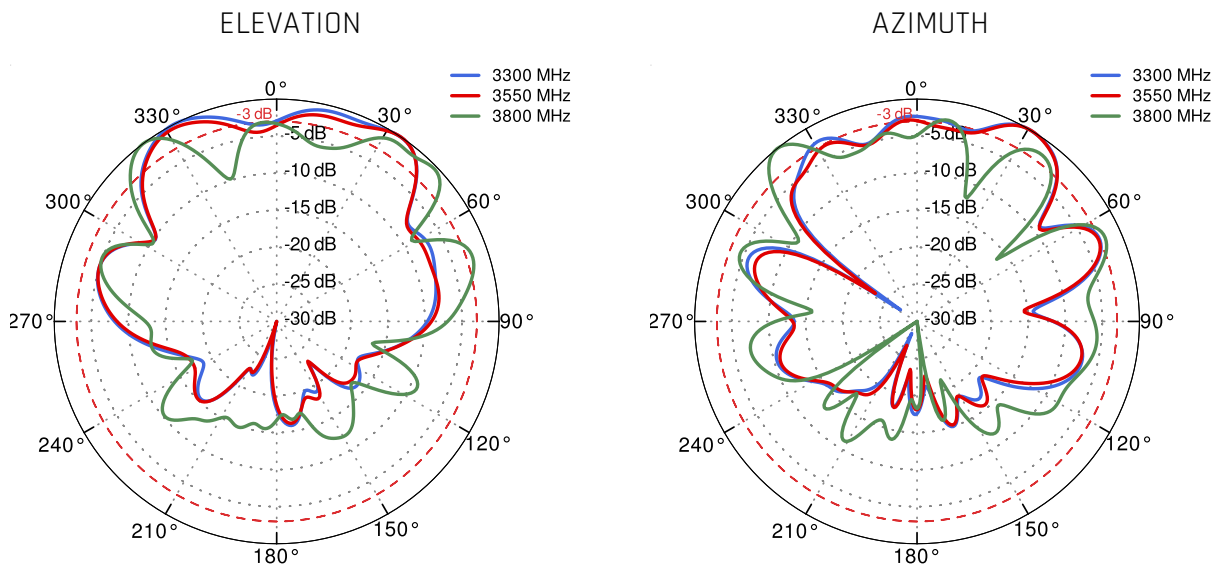 ELEVATION
3300 MHz
3550 MHz
3800 MHz
0°
330°
-3 dB
30°
-5 dB
-10 dB
300°
-15 dB
60°
-20 dB
-25 dB
270°
-30 dB
90°
240°
120°
210°
150°
180°
AZIMUTH
3300 MHz
3550 MHz
3800 MHz
0°
330°
-3 dB
30°
-5 dB
-10 dB
300°
-15 dB
60°
-20 dB
-25 dB
270°
-30 dB
90°
240°
120°
210°
150°
180°